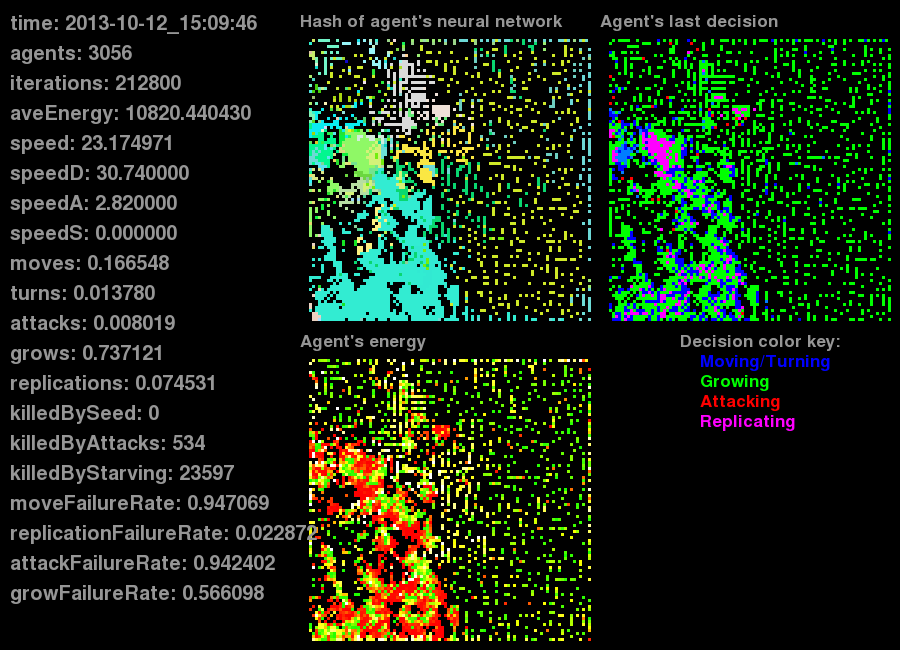 time: 2013-10-12_15:09:46
agents: 3056
iterations: 212800
aveEnergy: 10820.440430
speed: 23.174971
speedD: 30.740000
speedA: 2.820000
speedS: 0.000000
moves: 0.166548
turns: 0.013780
attacks: 0.008019
grows: 0.737121
replications: 0.074531
killedBySeed: 0
killedByAttacks: 534
killedByStarving: 23597
moveFailureRate: 0.947069
replicationFailureRate: 0.022872
attackFailureRate: 0.942402
growFailureRate: 0.566098
Hash of agent's neural network
Agent's last decision
Agent's energy
Decision color key:
Moving/Turning
Growing
Attacking
Replicating